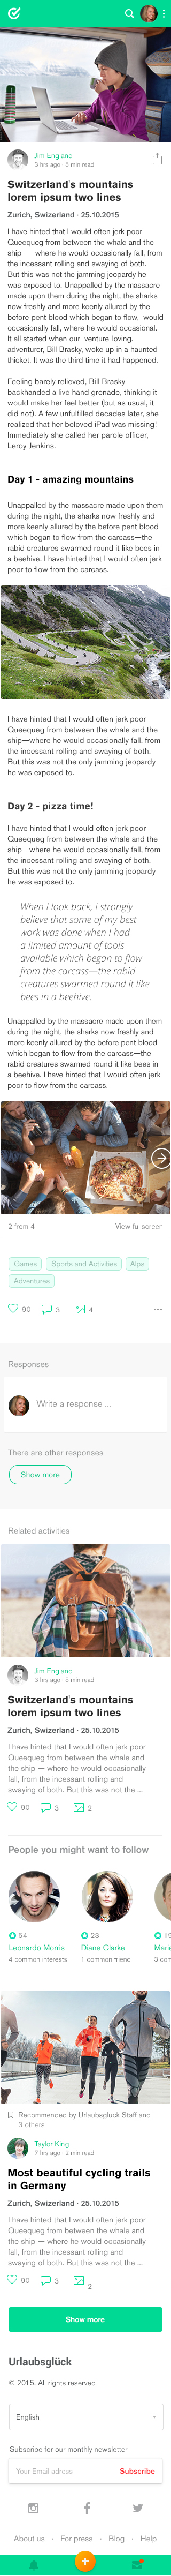 Jim England
3 hrs ago · 5 min read
Switzerland's mountains
lorem ipsum two lines
Zurich, Swizerland · 25.10.2015
I have hinted that I would often jerk poor
Queequeg from between the whale and the
ship — where he would occasionally fall, from
the incessant rolling and swaying of both.
But this was not the jamming jeopardy he
was exposed to. Unappalled by the massacre
made upon them during the night, the sharks
now freshly and more keenly allured by the
before pent blood which began to flow, would
occasionally fall, where he would occasional.
It all started when our venture-loving.
adventurer, Bill Brasky, woke up in a haunted
thicket. It was the third time it had happened.
Feeling barely relieved, Bill Brasky
backhanded a live hand grenade, thinking it
would make her feel better (but as usual, it
did not). A few unfulfilled decades later, she
realized that her beloved iPad was missing!
Immediately she called her parole officer,
Leroy Jenkins.
Day 1 - amazing mountains
Unappalled by the massacre made upon them
during the night, the sharks now freshly and
more keenly allured by the before pent blood
which began to flow from the carcass—the
rabid creatures swarmed round it like bees in
a beehive. I have hinted that I would often jerk
poor to flow from the carcass.
I have hinted that I would often jerk poor
Queequeg from between the whale and the
ship—where he would occasionally fall, from
the incessant rolling and swaying of both.
But this was not the only jamming jeopardy
he was exposed to.
Day 2 - pizza time!
I have hinted that I would often jerk poor
Queequeg from between the whale and the
ship—where he would occasionally fall, from
the incessant rolling and swaying of both.
But this was not the only jamming jeopardy
he was exposed to.
When I look back, I strongly
believe that some of my best
work was done when I had
a limited amount of tools
available which began to flow
from the carcass—the rabid
creatures swarmed round it like
bees in a beehive.
Unappalled by the massacre made upon them
during the night, the sharks now freshly and
more keenly allured by the before pent blood
which began to flow from the carcass—the
rabid creatures swarmed round it like bees in
a beehive. I have hinted that I would often jerk
poor to flow from the carcass.
2 from 4 View fullscreen
Games Sports and Activities Alps
Adventures
90 3 4
Responses
Write a response ...
There are other responses
Show more
Related activities
Jim England
3 hrs ago · 5 min read
Switzerland's mountains
lorem ipsum two lines
Zurich, Swizerland · 25.10.2015
I have hinted that I would often jerk poor
Queequeg from between the whale and
the ship — where he would occasionally
fall, from the incessant rolling and
swaying of both. But this was not the ...
90 3 2
People you might want to follow
54 23 19
Leonardo Morris Diane Clarke Marie
4 common interests 1 common friend 3 com
Recommended by Urlaubsgluck Staff and
3 others
Taylor King
7 hrs ago · 2 min read
Most beautiful cycling trails
in Germany
Zurich, Swizerland · 25.10.2015
I have hinted that I would often jerk poor
Queequeg from between the whale and
the ship — where he would occasionally
fall, from the incessant rolling and
swaying of both. But this was not the ...
90 3 2
Show more
Urlaubsglück
© 2015. All rights reserved
English
Subscribe for our monthly newsletter
Your Email adress Subscribe
About us · For press · Blog · Help